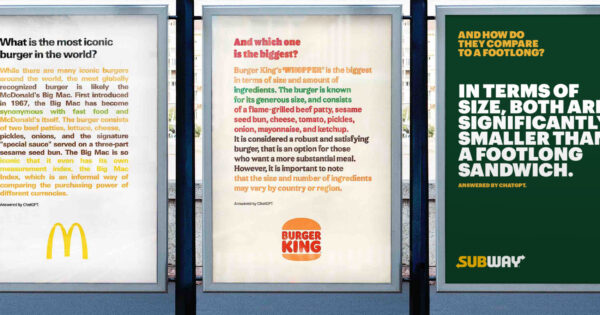 What is the most iconic
burger in the world?
While there are many iconic burgers
around the world, the most globally
recognized burger is likely the
McDonald's Big Mac. First introduced
in 1967, the Big Mac has become
synonymous with fast food and
McDonald's itself. The burger consists
of two beef patties, lettuce, cheese,
pickles, onions, and the signature
"special sauce" served on a three-part
sesame seed bun. The Big Mac is so
iconic that it even has its own
measurement index, the Big Mac
Index, which is an informal way of
comparing the purchasing power of
different currencies.
Answered by ChatGPT
And which one
is the biggest?
Burger King's "WHOPPER" is the biggest
in terms of size and amount of
ingredients. The burger is known
for its generous size, and consists
of a flame-grilled beef patty, sesame
seed bun, cheese, tomato, pickles,
onion, mayonnaise, and ketchup.
It is considered a robust and satisfying
burger, that is an option for those
who want a more substantial meal.
However, it is important to note
that the size and number of ingredients
may vary by country or region.
Answered by ChatGPT
BURGER
KING
AND HOW DO
THEY COMPARE
TO A FOOTLONG?
IN TERMS OF
SIZE, BOTH ARE
SIGNIFICANTLY
SMALLER THAN
A FOOTLONG
SANDWICH.
ANSWERED BY CHATGPT.
SUBWAY